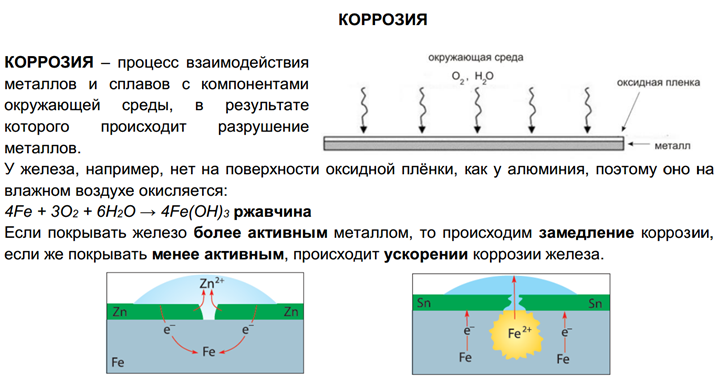 КОРРОЗИЯ
КОРРОЗИЯ – процесс взаимодействия
металлов и сплавов с компонентами
окружающей среды, в результате
которого происходит разрушение
металлов.
окружающая среда
O₂, H₂O
оксидная пленка
металл
У железа, например, нет на поверхности оксидной плёнки, как у алюминия, поэтому оно на
влажном воздухе окисляется:
4Fe + 3O₂ + 6H₂O → 4Fe(OH)₃ ржавчина
Если покрывать железо более активным металлом, то происходим замедление коррозии,
если же покрывать менее активным, происходит ускорении коррозии железа.
Zn²⁺
Zn Zn
e⁻ e⁻
Fe
Fe
Sn Sn
e⁻ Fe²⁺ e⁻
Fe Fe